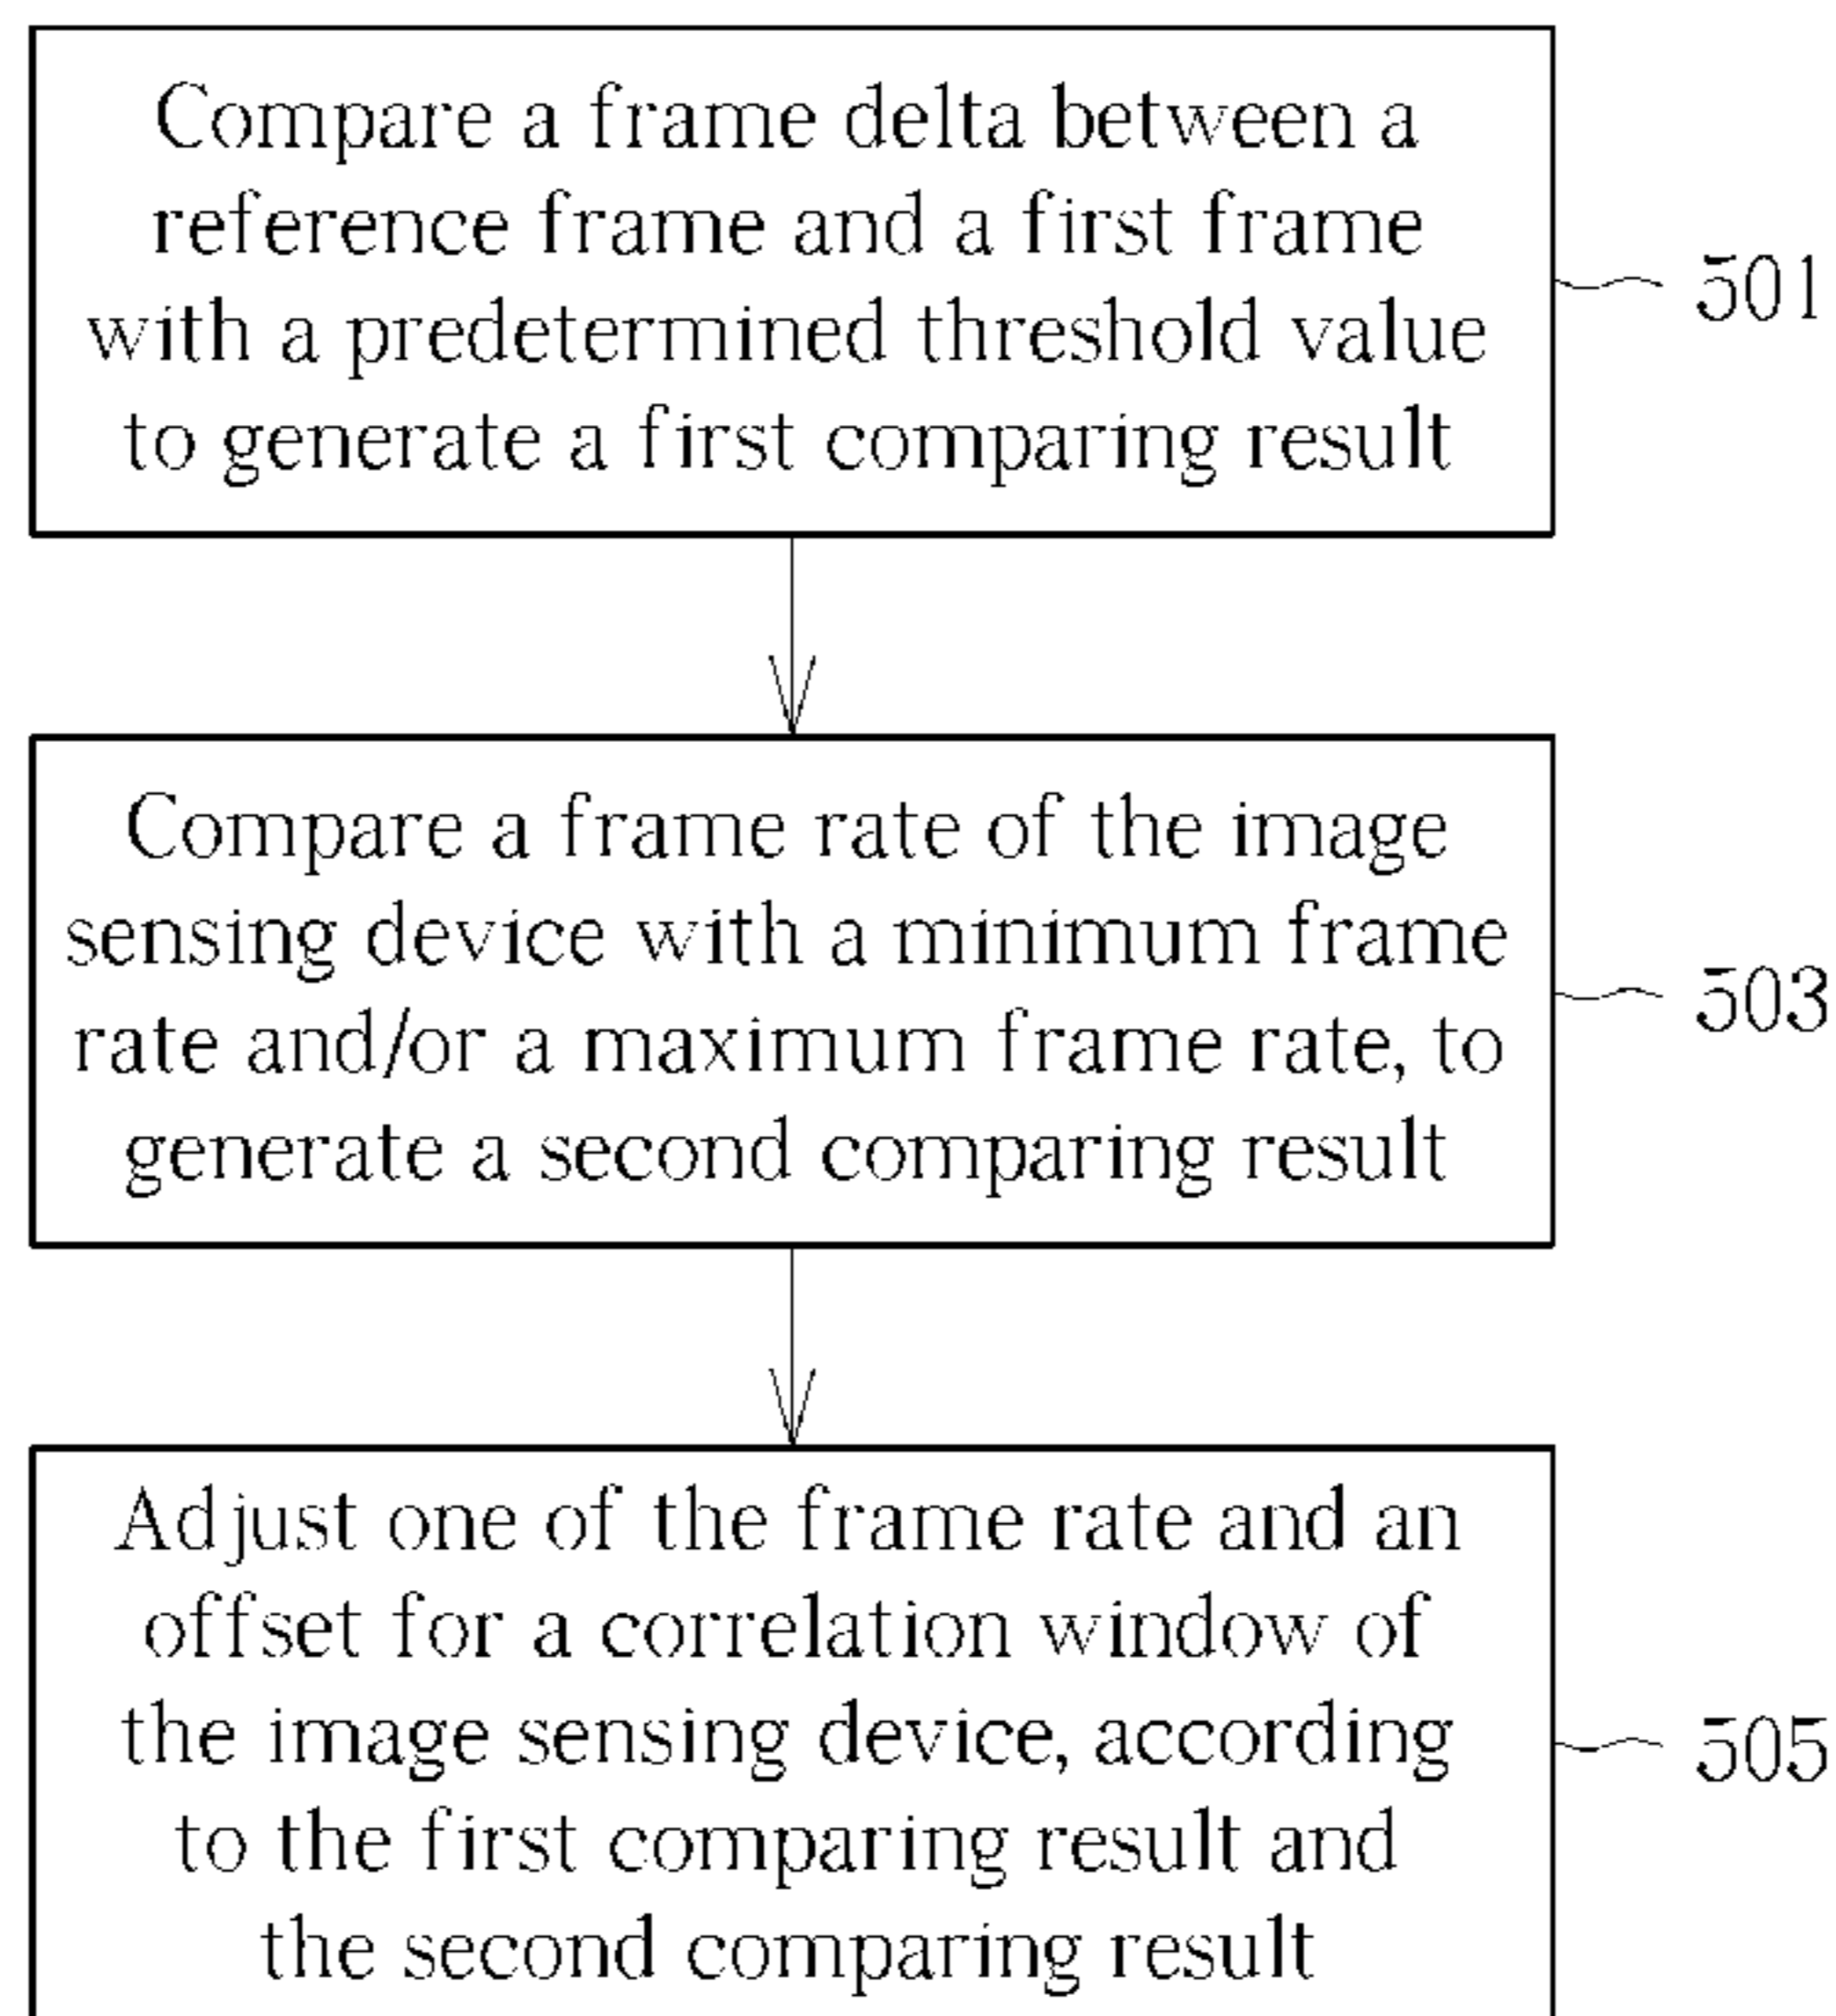 Compare a frame delta between a
reference frame and a first frame
with a predetermined threshold value
to generate a first comparing result
501
Compare a frame rate of the image
sensing device with a minimum frame
rate and/or a maximum frame rate, to
generate a second comparing result
503
Adjust one of the frame rate and an
offset for a correlation window of
the image sensing device, according
to the first comparing result and
the second comparing result
505